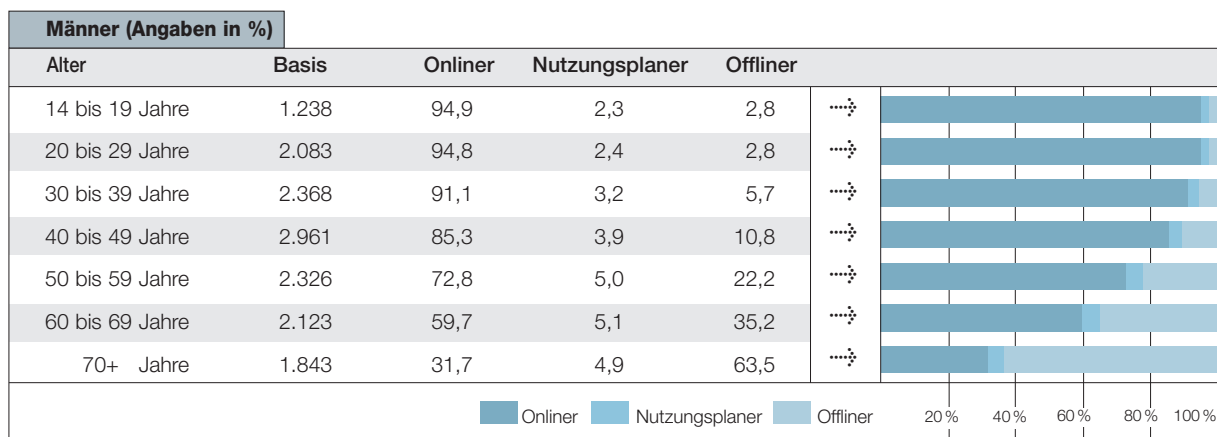 Männer (Angaben in %)
Alter Basis Onliner Nutzungsplaner Offliner
14 bis 19 Jahre 1.238 94,9 2,3 2,8
20 bis 29 Jahre 2.083 94,8 2,4 2,8
30 bis 39 Jahre 2.368 91,1 3,2 5,7
40 bis 49 Jahre 2.961 85,3 3,9 10,8
50 bis 59 Jahre 2.326 72,8 5,0 22,2
60 bis 69 Jahre 2.123 59,7 5,1 35,2
70+ Jahre 1.843 31,7 4,9 63,5
Onliner Nutzungsplaner Offliner 20 % 40 % 60 % 80 % 100 %